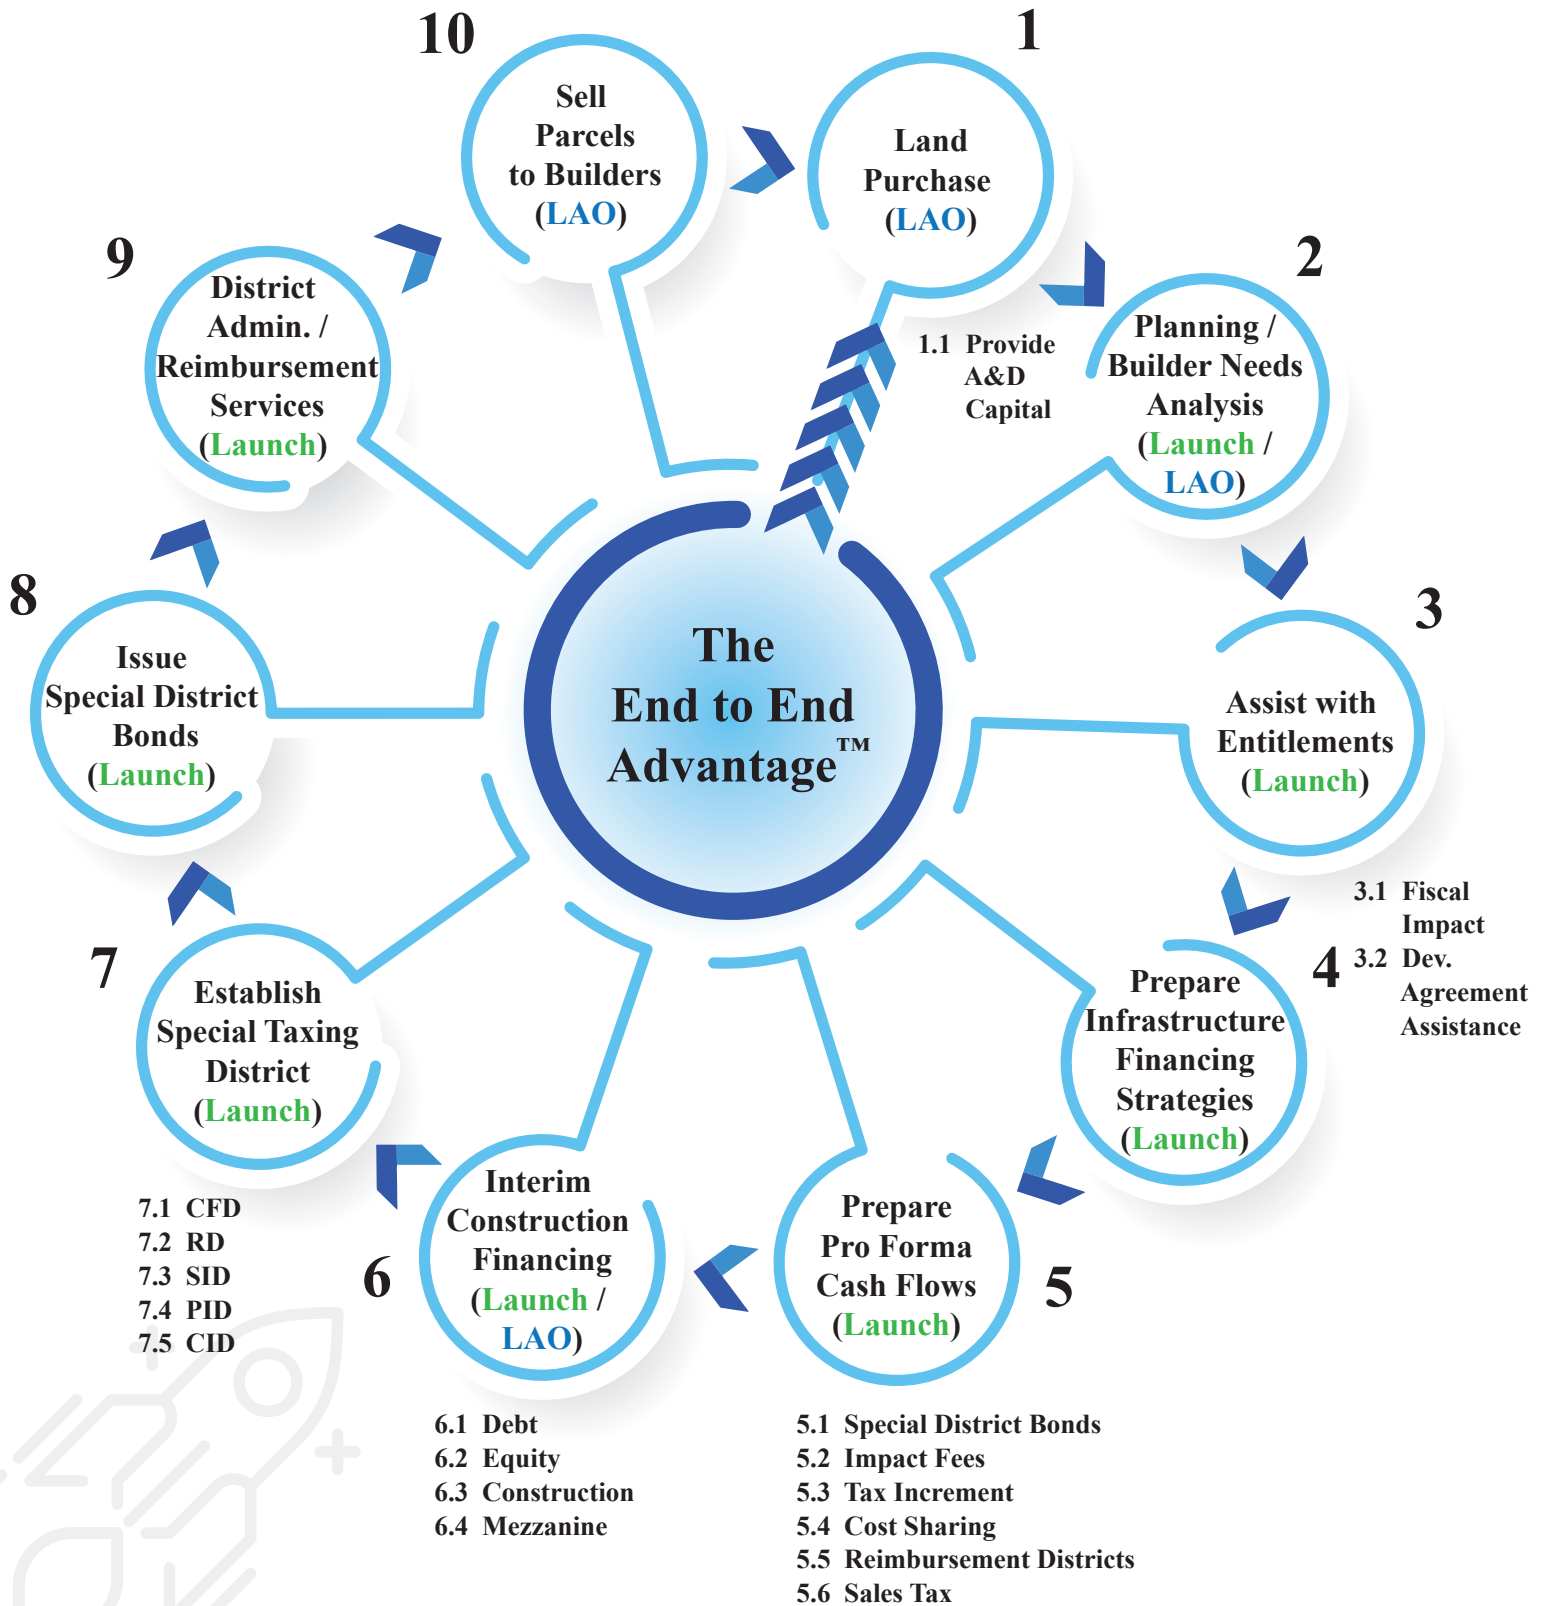 The
End to End
Advantage™
1
Land
Purchase
(LAO)
1.1 Provide
A&D
Capital
2
Planning /
Builder Needs
Analysis
(Launch /
LAO)
3
Assist with
Entitlements
(Launch)
3.1 Fiscal
Impact
3.2 Dev.
Agreement
Assistance
4
Prepare
Infrastructure
Financing
Strategies
(Launch)
5
Prepare
Pro Forma
Cash Flows
(Launch)
5.1 Special District Bonds
5.2 Impact Fees
5.3 Tax Increment
5.4 Cost Sharing
5.5 Reimbursement Districts
5.6 Sales Tax
6
Interim
Construction
Financing
(Launch /
LAO)
6.1 Debt
6.2 Equity
6.3 Construction
6.4 Mezzanine
7
Establish
Special Taxing
District
(Launch)
7.1 CFD
7.2 RD
7.3 SID
7.4 PID
7.5 CID
8
Issue
Special District
Bonds
(Launch)
9
District
Admin. /
Reimbursement
Services
(Launch)
10
Sell
Parcels
to Builders
(LAO)